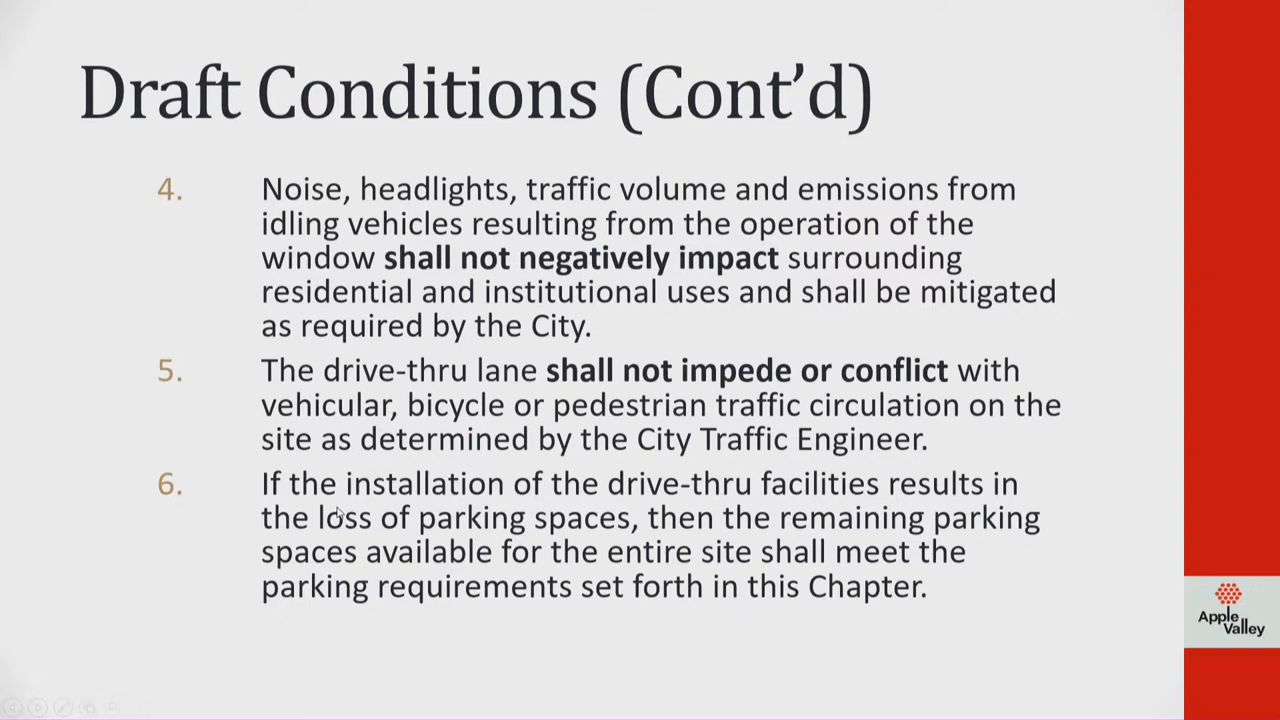 Draft Conditions (Cont’d)
4. Noise, headlights, traffic volume and emissions from
idling vehicles resulting from the operation of the
window shall not negatively impact surrounding
residential and institutional uses and shall be mitigated
as required by the City.
5. The drive-thru lane shall not impede or conflict with
vehicular, bicycle or pedestrian traffic circulation on the
site as determined by the City Traffic Engineer.
6. If the installation of the drive-thru facilities results in
the loss of parking spaces, then the remaining parking
spaces available for the entire site shall meet the
parking requirements set forth in this Chapter.
Apple
Valley